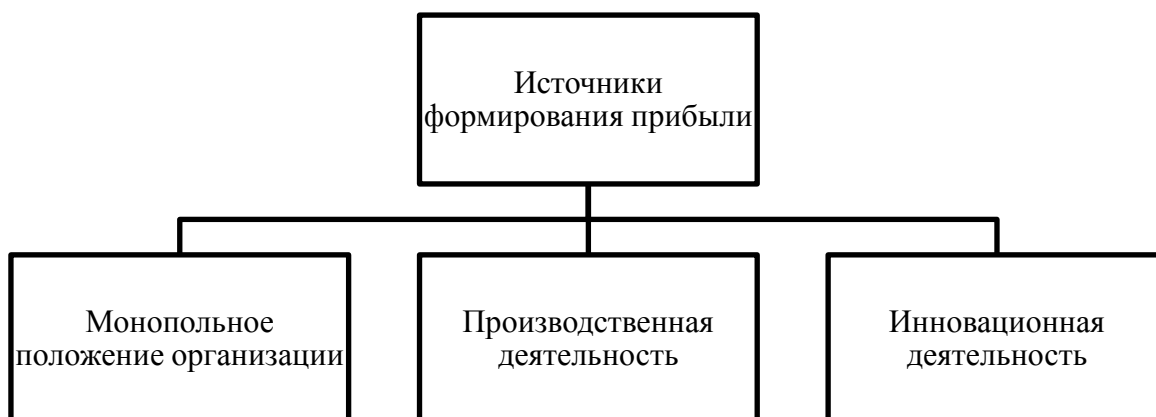 Источники
формирования прибыли
Монопольное
положение организации
Производственная
деятельность
Инновационная
деятельность